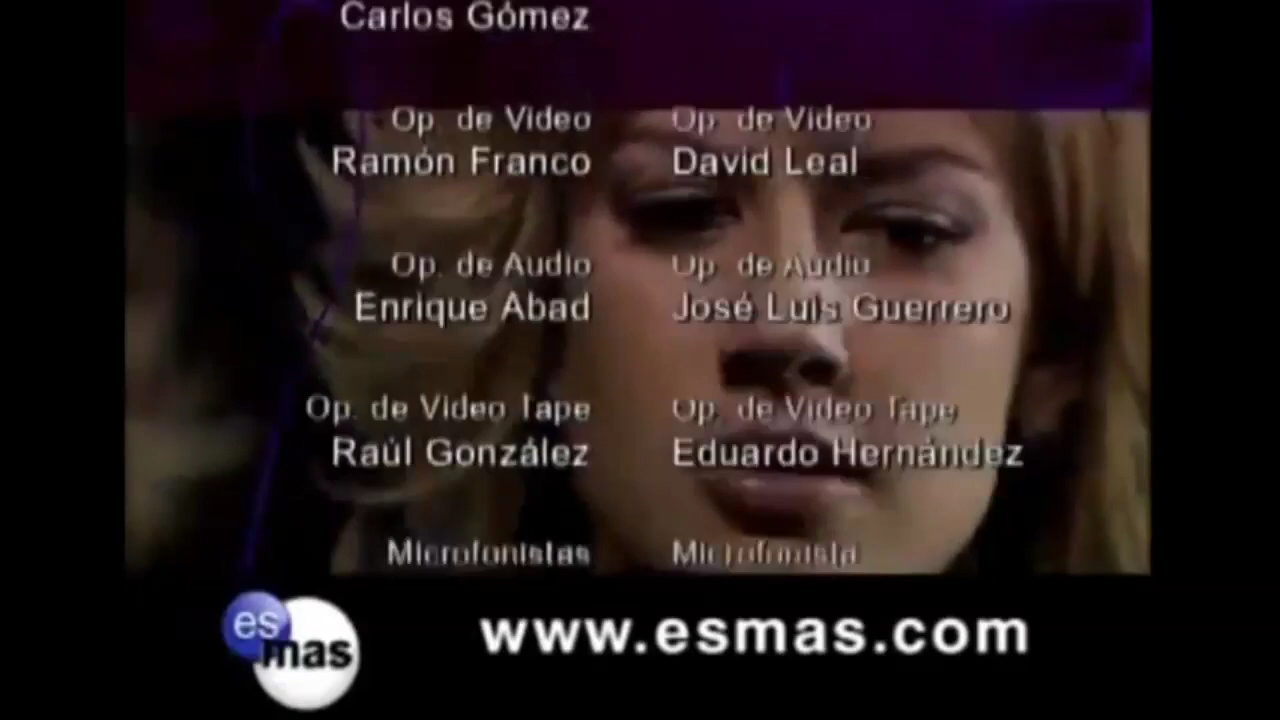 Carlos Gómez
Op. de Video
Ramón Franco
Op. de Video
David Leal
Op. de Audio
Enrique Abad
Op. de Audio
José Luis Guerrero
Op. de Video Tape
Raúl González
Op. de Video Tape
Eduardo Hernández
Microfonistas
Microfonista
es
mas
www.esmas.com